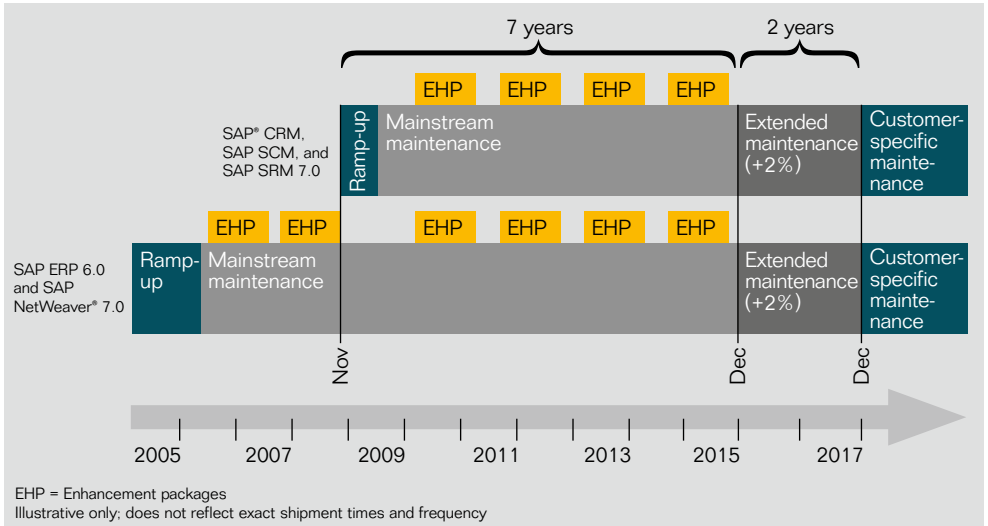 7 years
2 years
EHP
EHP
EHP
EHP
SAP® CRM,
SAP SCM, and
SAP SRM 7.0
Ramp-up
Mainstream
maintenance
Extended
maintenance
(+2%)
Customer-
specific
mainte-
nance
EHP
EHP
EHP
EHP
EHP
EHP
SAP ERP 6.0
and SAP
NetWeaver® 7.0
Ramp-
up
Mainstream
maintenance
Extended
maintenance
(+2%)
Customer-
specific
mainte-
nance
Nov
Dec
Dec
2005
2007
2009
2011
2013
2015
2017
EHP = Enhancement packages
Illustrative only; does not reflect exact shipment times and frequency